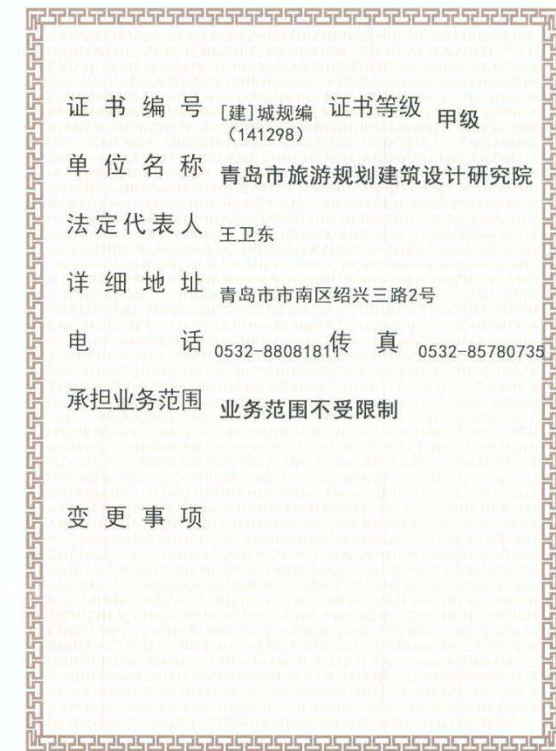 证书编号 [建]城规编 证书等级 甲级
（141298）
单位名称 青岛市旅游规划建筑设计研究院
法定代表人 王卫东
详细地址 青岛市市南区绍兴三路2号
电话 0532-88081811 传真 0532-85780735
承担业务范围 业务范围不受限制
变更事项